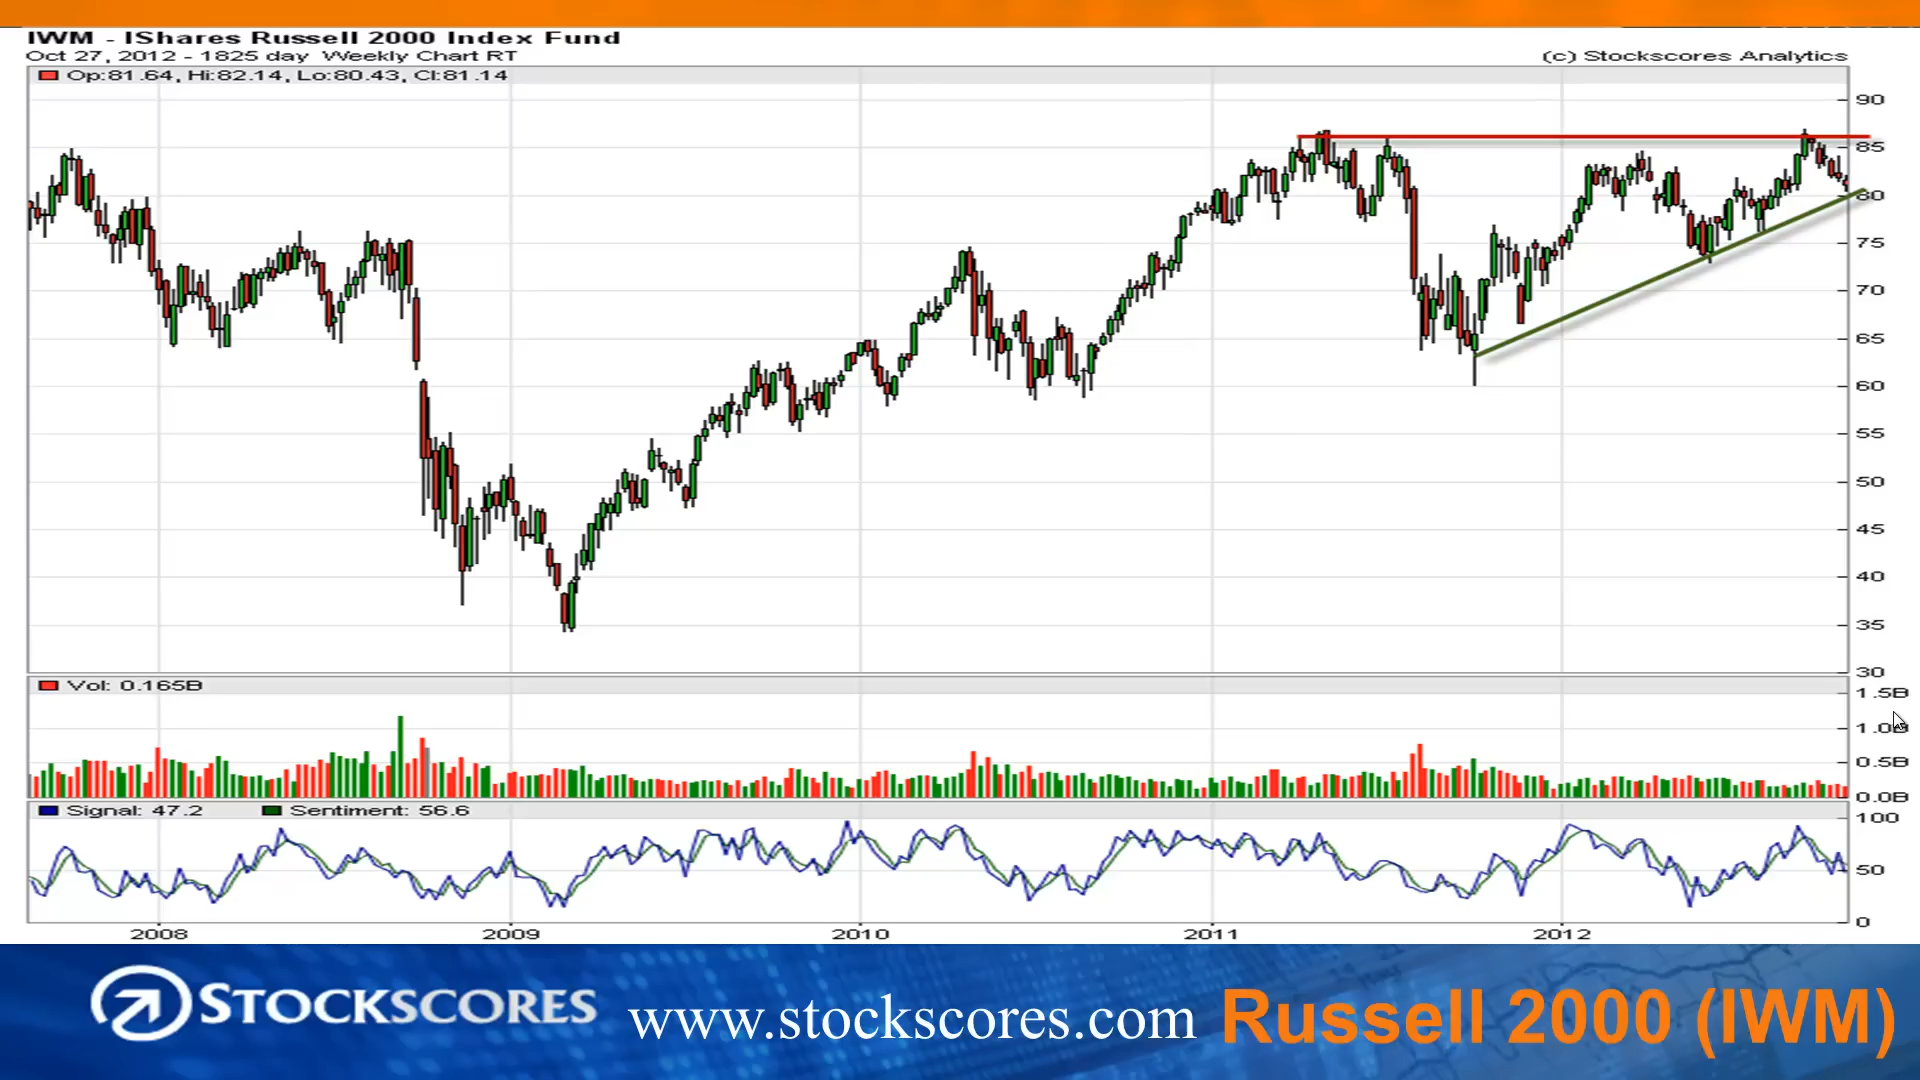 IWM - IShares Russell 2000 Index Fund
Oct 27, 2012 - 1825 day Weekly Chart RT
(c) Stockscores Analytics
Op:81.64, Hi:82.14, Lo:80.43, Cl:81.14
90
85
80
75
70
65
60
55
50
45
40
35
30
Vol: 0.165B
1.5B
1.0B
0.5B
0.0B
Signal: 47.2 Sentiment: 56.6
100
50
0
2008 2009 2010 2011 2012
STOCKSCORES www.stockscores.com Russell 2000 (IWM)